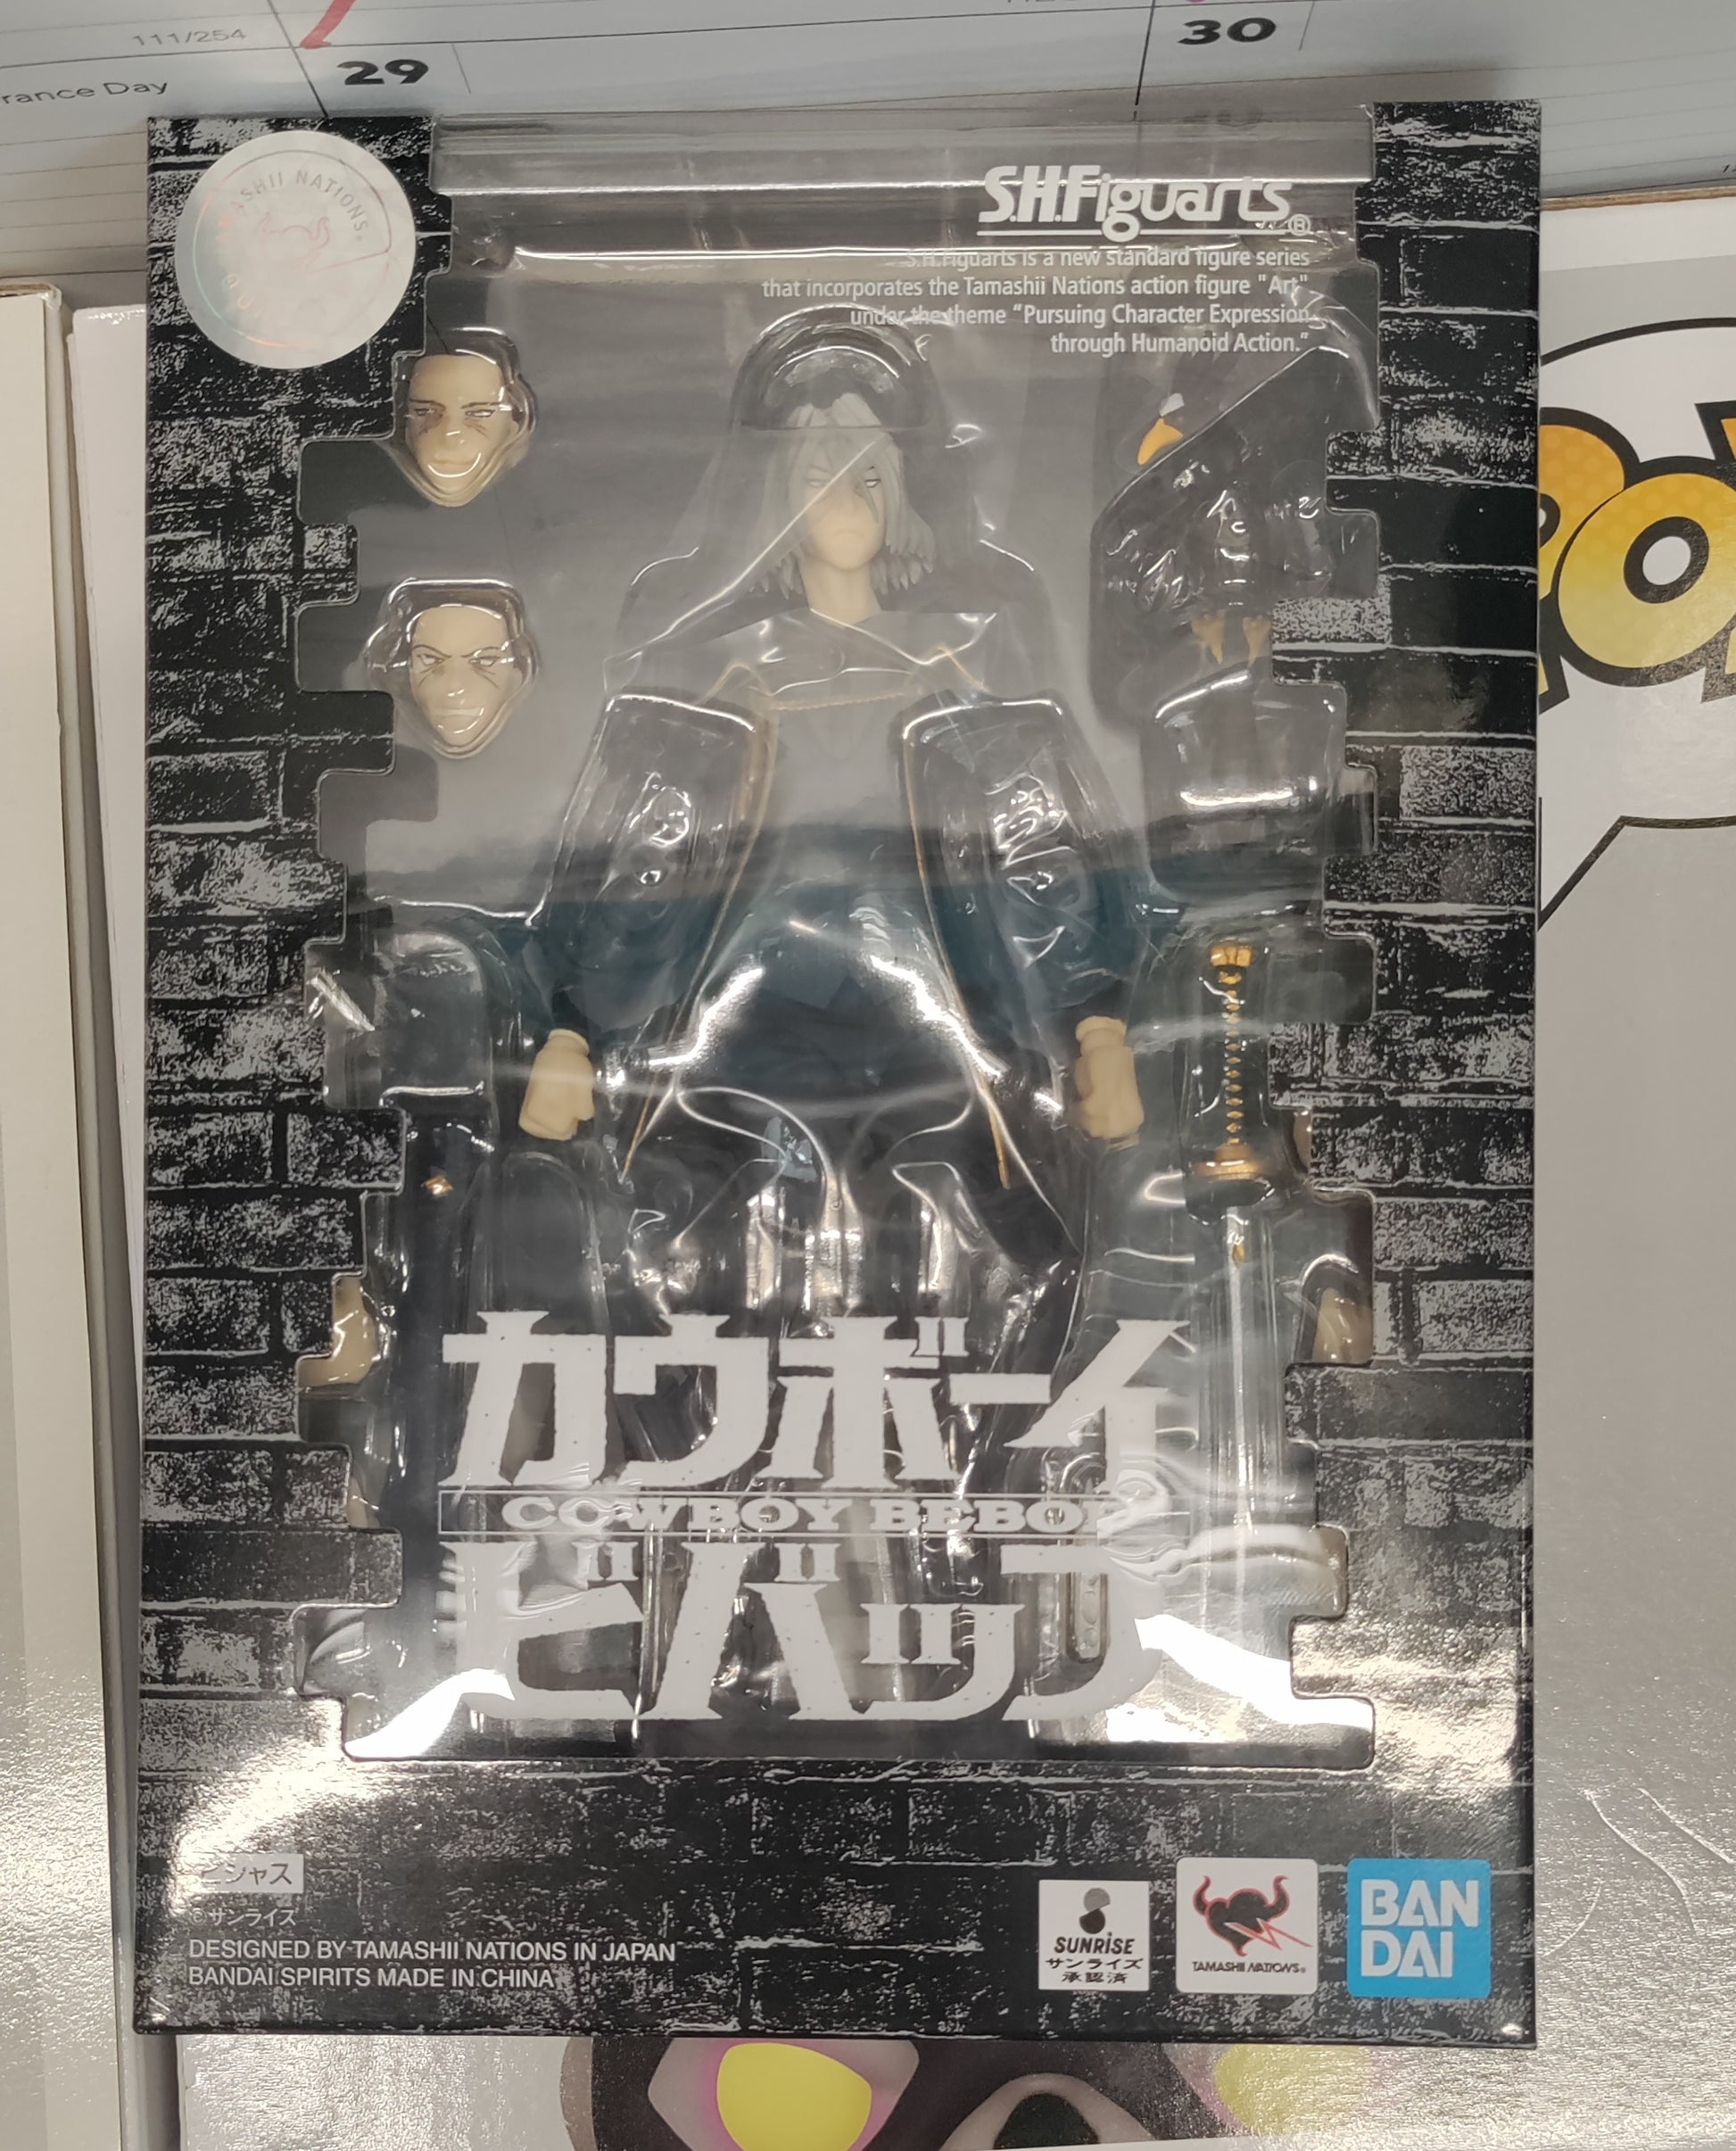 111/254
29
30
rance Day
TAMASHII NATIONS
S.H.Figuarts®
S.H.Figuarts is a new standard figure series
that incorporates the Tamashii Nations action figure "Art"
under the theme "Pursuing Character Expression
through Humanoid Action."
カウボーイ
COWBOY BEBOP
ビバップ
ビシャス
©サンライズ
DESIGNED BY TAMASHII NATIONS IN JAPAN
BANDAI SPIRITS MADE IN CHINA
SUNRiSE
サンライズ
承認済
TAMASHII NATIONS®
BAN
DAI